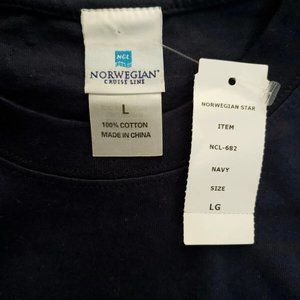 NCL
NORWEGIAN
CRUISE LINE
L
100% COTTON
MADE IN CHINA
NORWEGIAN STAR
ITEM
NCL-682
NAVY
SIZE
LG